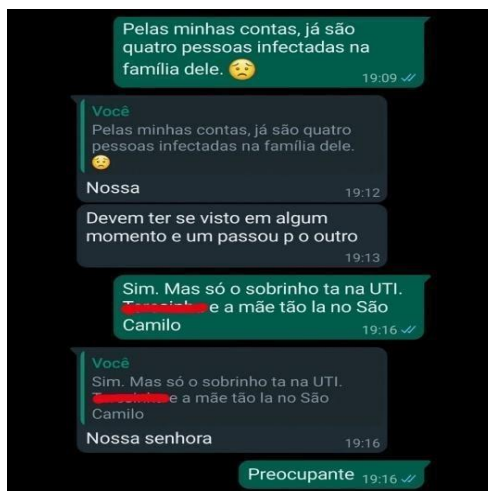 Pelas minhas contas, já são
quatro pessoas infectadas na
família dele. 😟
19:09
Você
Pelas minhas contas, já são quatro
pessoas infectadas na família dele.
😟
Nossa
19:12
Devem ter se visto em algum
momento e um passou p o outro
19:13
Sim. Mas só o sobrinho ta na UTI.
e a mãe tão la no São
Camilo
19:16
Você
Sim. Mas só o sobrinho ta na UTI.
e a mãe tão la no São
Camilo
Nossa senhora
19:16
Preocupante 19:16